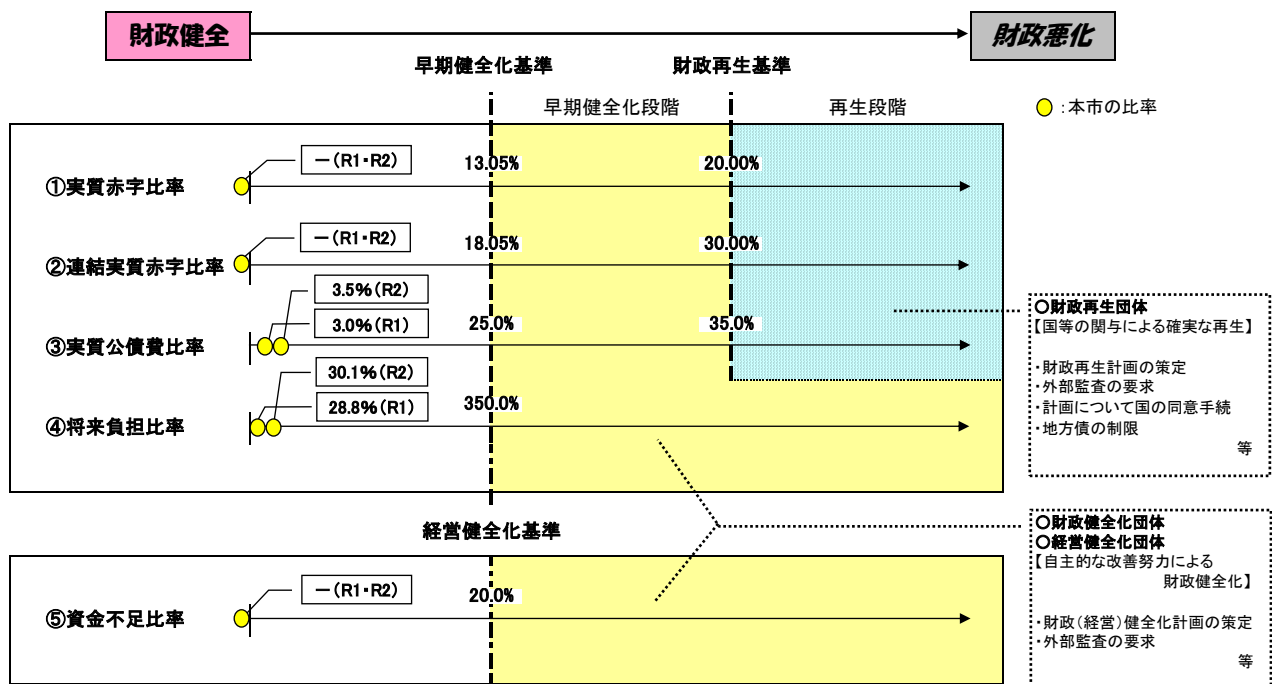 財政健全
財政悪化
早期健全化基準
財政再生基準
早期健全化段階
再生段階
:本市の比率
①実質赤字比率
－(R1・R2)
13.05%
20.00%
②連結実質赤字比率
－(R1・R2)
18.05%
30.00%
③実質公債費比率
3.5%(R2)
3.0%(R1)
25.0%
35.0%
④将来負担比率
30.1%(R2)
28.8%(R1)
350.0%
○財政再生団体
【国等の関与による確実な再生】
・財政再生計画の策定
・外部監査の要求
・計画について国の同意手続
・地方債の制限
等
経営健全化基準
⑤資金不足比率
－(R1・R2)
20.0%
○財政健全化団体
○経営健全化団体
【自主的な改善努力による
財政健全化】
・財政(経営)健全化計画の策定
・外部監査の要求
等